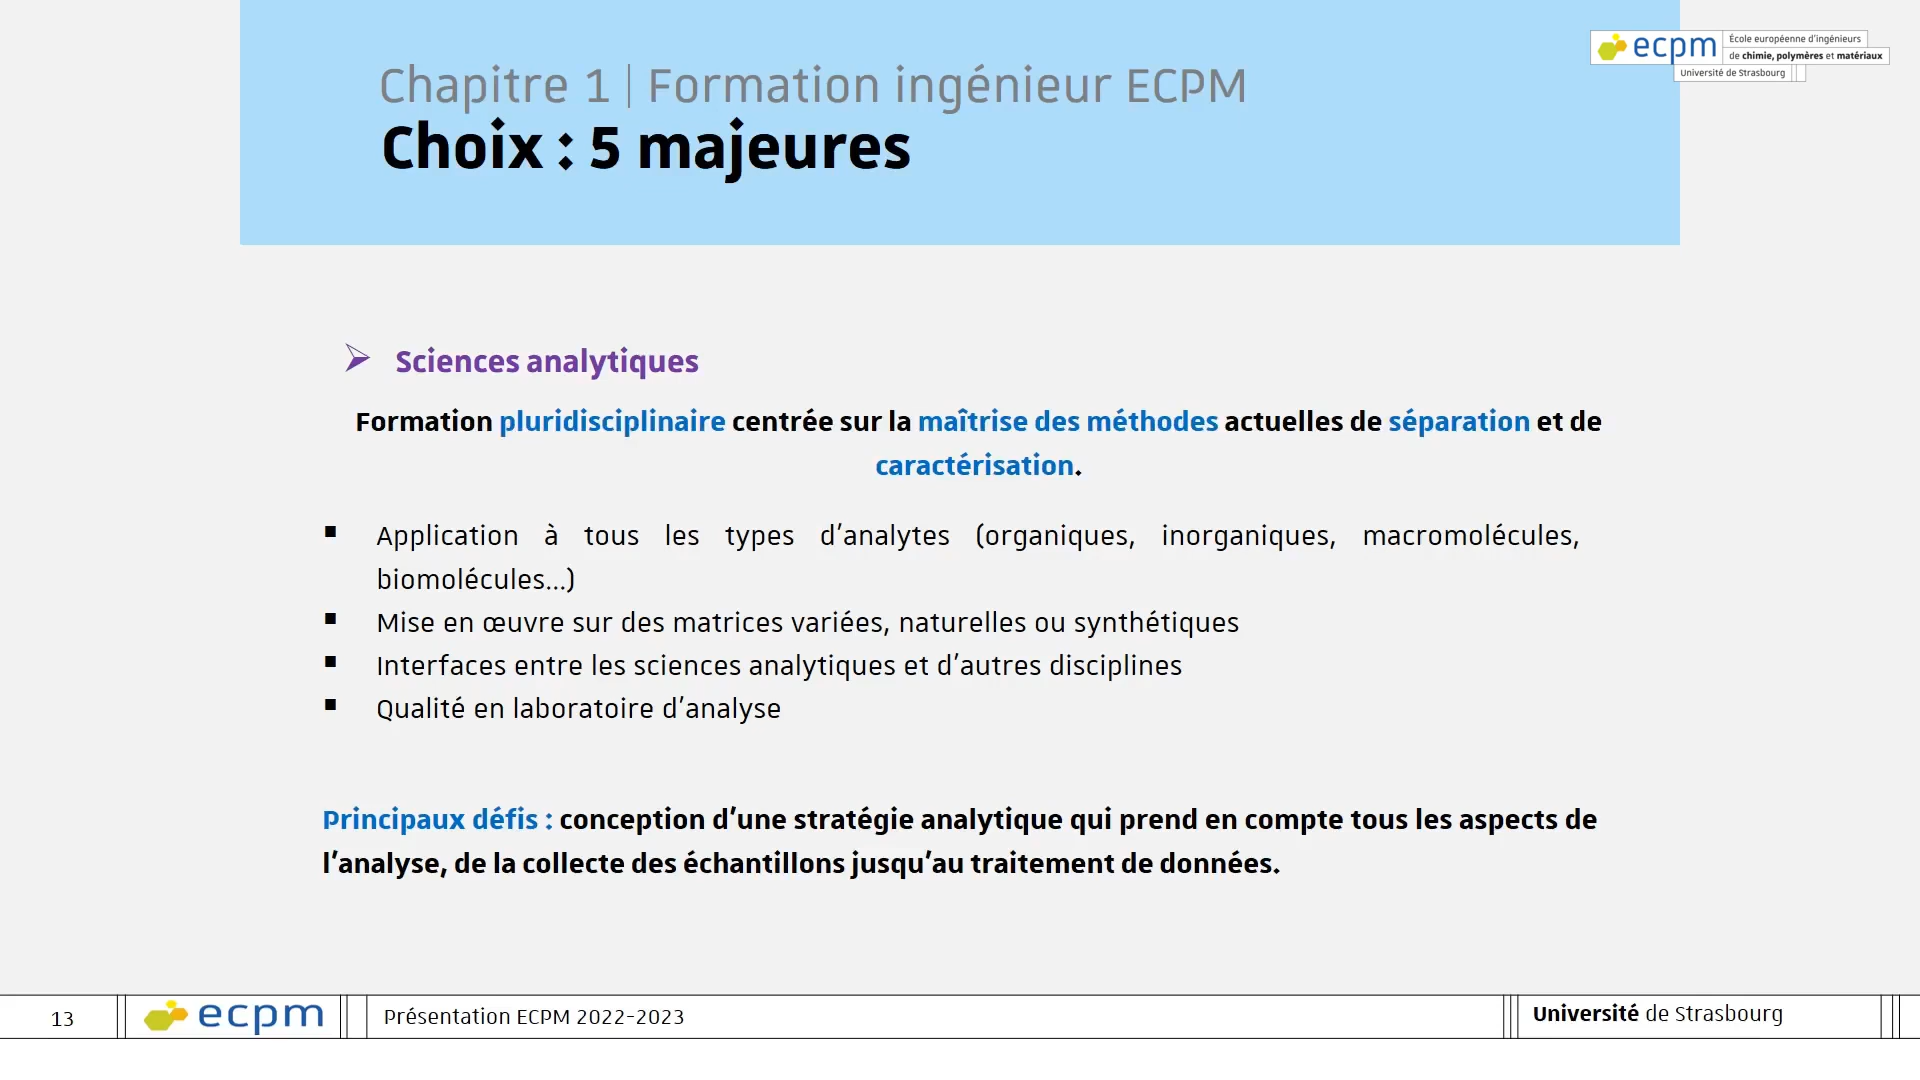 ecpm
École européenne d'ingénieurs
de chimie, polymères et matériaux
Université de Strasbourg
Chapitre 1 | Formation ingénieur ECPM
Choix : 5 majeures
➢ Sciences analytiques
Formation pluridisciplinaire centrée sur la maîtrise des méthodes actuelles de séparation et de
caractérisation.
▪ Application à tous les types d'analytes (organiques, inorganiques, macromolécules,
biomolécules...)
▪ Mise en œuvre sur des matrices variées, naturelles ou synthétiques
▪ Interfaces entre les sciences analytiques et d'autres disciplines
▪ Qualité en laboratoire d'analyse
Principaux défis : conception d'une stratégie analytique qui prend en compte tous les aspects de
l'analyse, de la collecte des échantillons jusqu'au traitement de données.
13
ecpm
Présentation ECPM 2022-2023
Université de Strasbourg